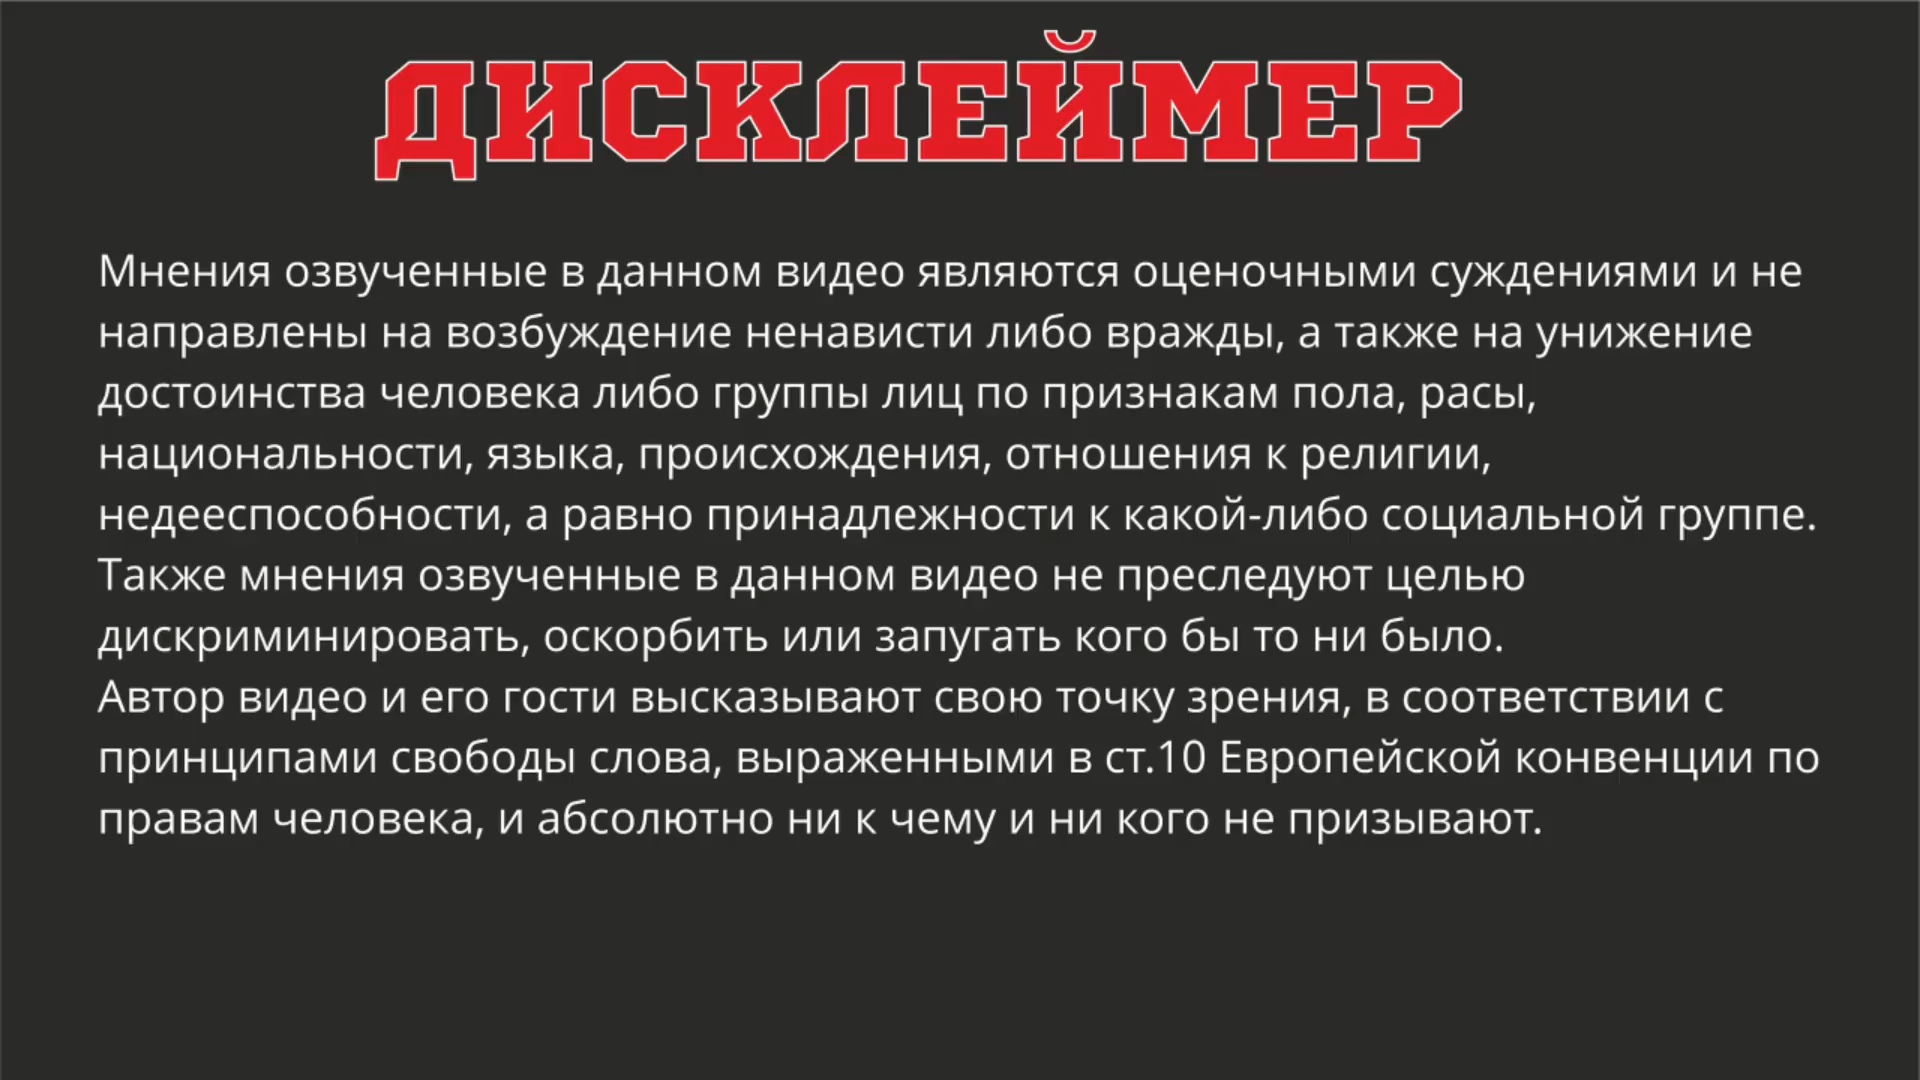 ДИСКЛЕЙМЕР
Мнения озвученные в данном видео являются оценочными суждениями и не
направлены на возбуждение ненависти либо вражды, а также на унижение
достоинства человека либо группы лиц по признакам пола, расы,
национальности, языка, происхождения, отношения к религии,
недееспособности, а равно принадлежности к какой-либо социальной группе.
Также мнения озвученные в данном видео не преследуют целью
дискриминировать, оскорбить или запугать кого бы то ни было.
Автор видео и его гости высказывают свою точку зрения, в соответствии с
принципами свободы слова, выраженными в ст.10 Европейской конвенции по
правам человека, и абсолютно ни к чему и ни кого не призывают.